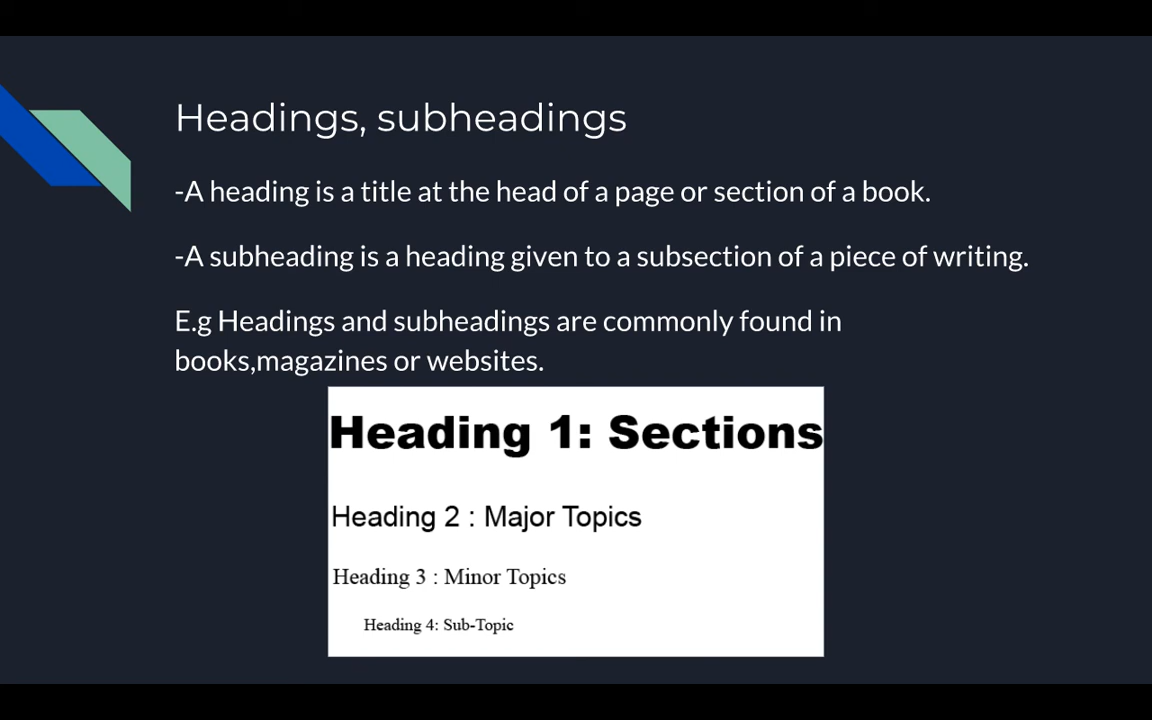 Headings, subheadings
-A heading is a title at the head of a page or section of a book.
-A subheading is a heading given to a subsection of a piece of writing.
E.g Headings and subheadings are commonly found in
books,magazines or websites.
Heading 1: Sections
Heading 2 : Major Topics
Heading 3 : Minor Topics
Heading 4: Sub-Topic